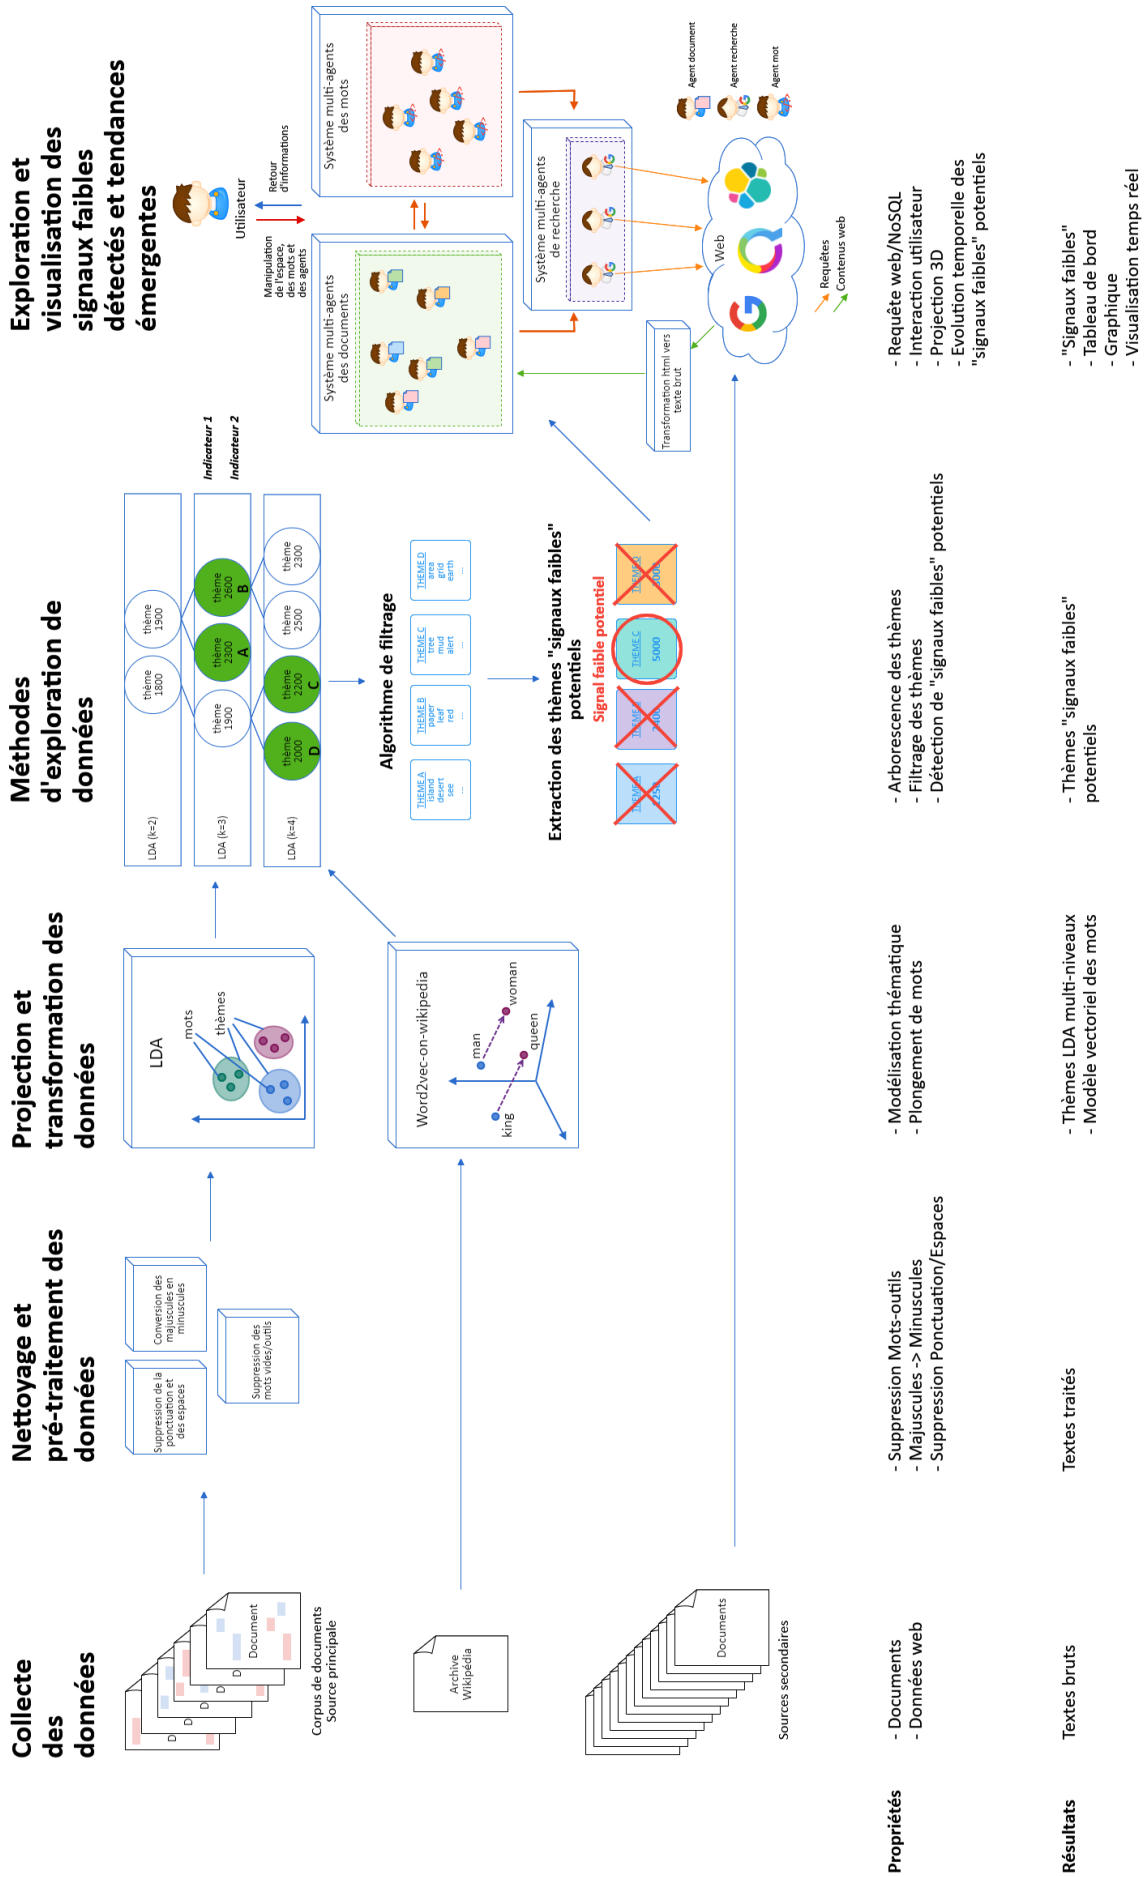 Collecte
des
données
Nettoyage et
pré-traitement des
données
Projection et
transformation des
données
Méthodes
d'exploration de
données
Exploration et
visualisation des
signaux faibles
détectés et tendances
émergentes
D
D
D
D
Document
Corpus de documents
Source principale
Archive
Wikipédia
Documents
Sources secondaires
Suppression de la
ponctuation et
des espaces
Conversion des
majuscules en
minuscules
Suppression des
mots vides/outils
LDA
mots
thèmes
Word2vec-on-wikipedia
man
woman
king
queen
LDA (k=2)
thème
1800
thème
1900
LDA (k=3)
thème
1900
thème
2300
A
thème
2600
B
LDA (k=4)
thème
2000
D
thème
2200
C
thème
2500
thème
2300
Indicateur 1
Indicateur 2
Algorithme de filtrage
THEME A
island
desert
see
...
THEME B
paper
leaf
red
...
THEME C
tree
mud
alert
...
THEME D
area
grid
earth
...
Extraction des thèmes "signaux faibles"
potentiels
Signal faible potentiel
THEME A
THEME C
5000
THEME D
Utilisateur
Manipulation
de l'espace,
des mots et
des agents
Retour
d'informations
Système multi-agents
des documents
Système multi-agents
des mots
Système multi-agents
de recherche
Transformation html vers
texte brut
Web
Agent document
Agent recherche
Agent mot
Requêtes
Contenus web
Propriétés
- Documents
- Données web
- Suppression Mots-outils
- Majuscules -> Minuscules
- Suppression Ponctuation/Espaces
- Modélisation thématique
- Plongement de mots
- Arborescence des thèmes
- Filtrage des thèmes
- Détection de "signaux faibles" potentiels
- Requête web/NoSQL
- Interaction utilisateur
- Projection 3D
- Evolution temporelle des
"signaux faibles" potentiels
Résultats
Textes bruts
Textes traités
- Thèmes LDA multi-niveaux
- Modèle vectoriel des mots
- Thèmes "signaux faibles"
potentiels
- "Signaux faibles"
- Tableau de bord
- Graphique
- Visualisation temps réel